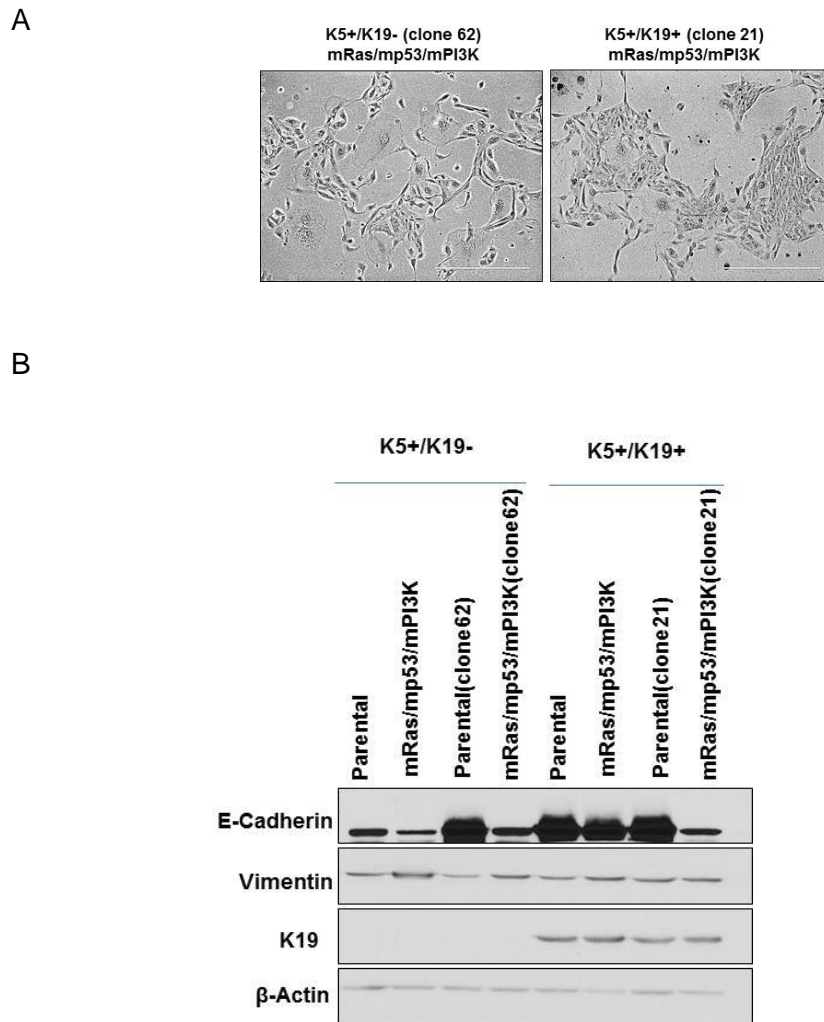 A
K5+/K19- (clone 62)
mRas/mp53/mPI3K
K5+/K19+ (clone 21)
mRas/mp53/mPI3K
B
K5+/K19-
K5+/K19+
Parental
mRas/mp53/mPI3K
Parental(clone62)
mRas/mp53/mPI3K(clone62)
Parental
mRas/mp53/mPI3K
Parental(clone21)
mRas/mp53/mPI3K(clone21)
E-Cadherin
Vimentin
K19
β-Actin